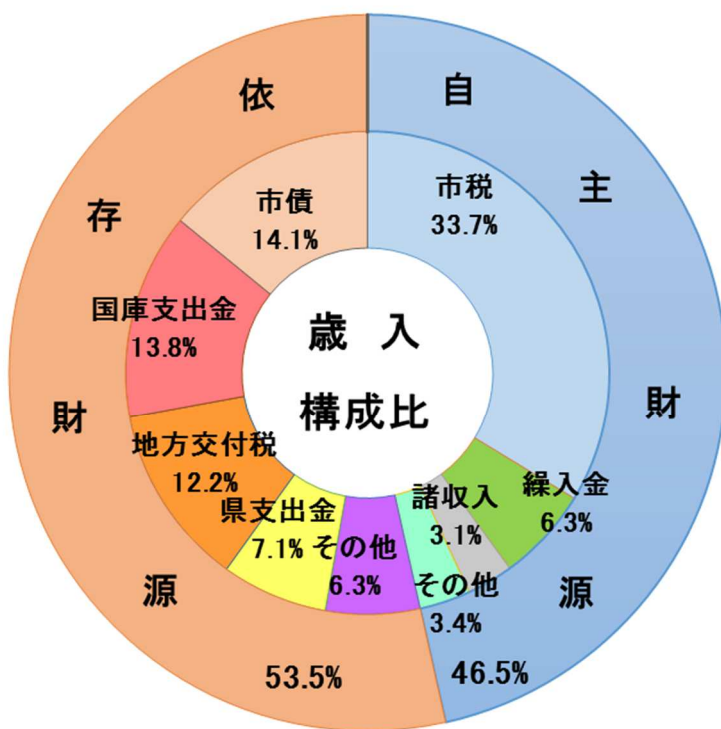 歳入
構成比
自主財源
46.5%
市税
33.7%
繰入金
6.3%
諸収入
3.1%
その他
3.4%
依存財源
53.5%
その他
6.3%
県支出金
7.1%
地方交付税
12.2%
国庫支出金
13.8%
市債
14.1%